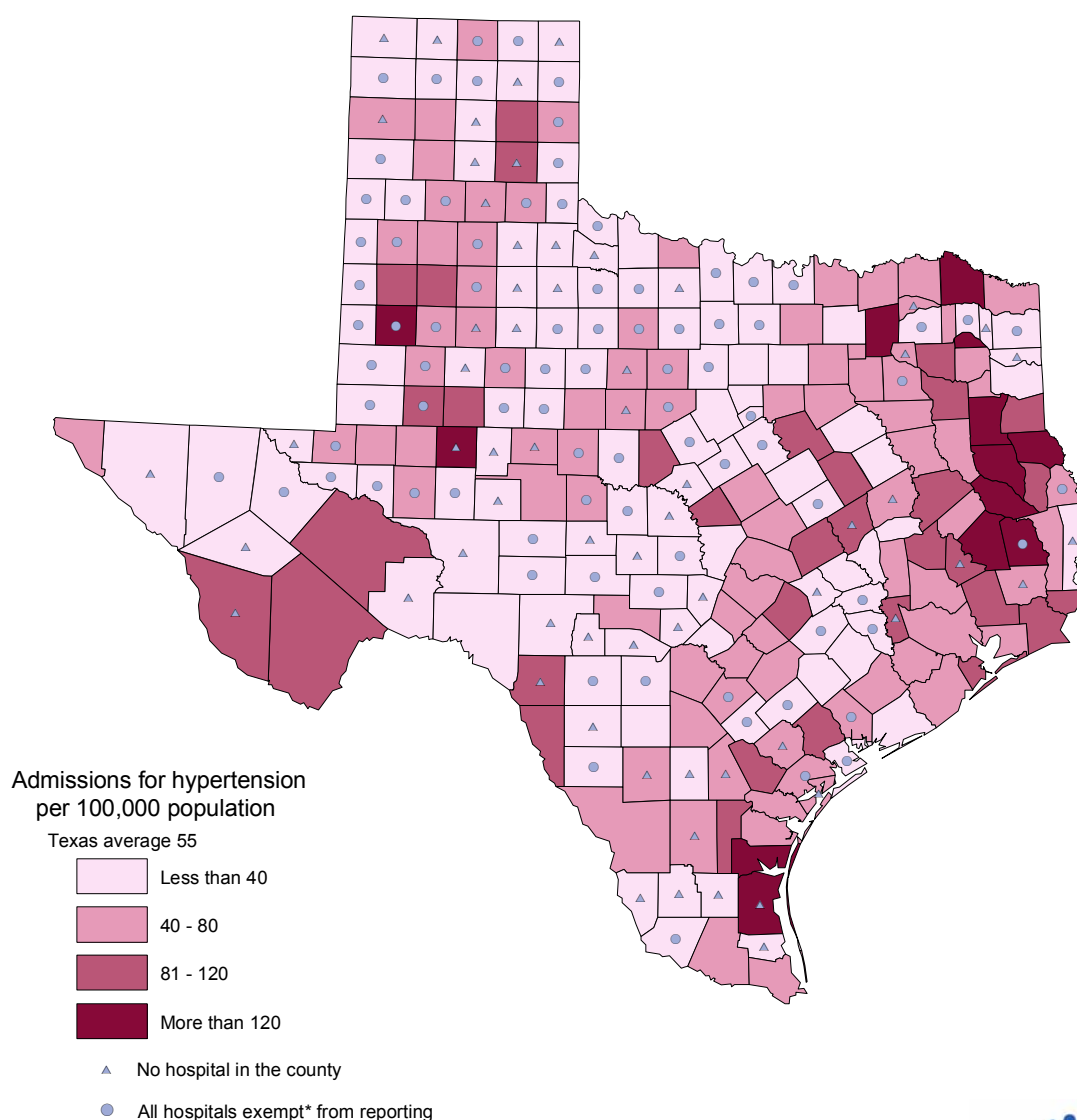 Admissions for hypertension
per 100,000 population
Texas average 55
Less than 40
40 - 80
81 - 120
More than 120
No hospital in the county
All hospitals exempt* from reporting